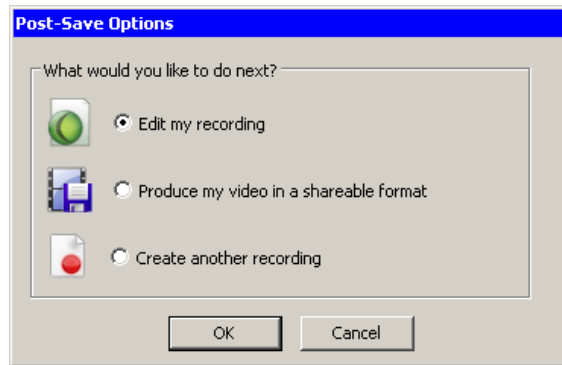 Post-Save Options
What would you like to do next?
Edit my recording
Produce my video in a shareable format
Create another recording
OK
Cancel